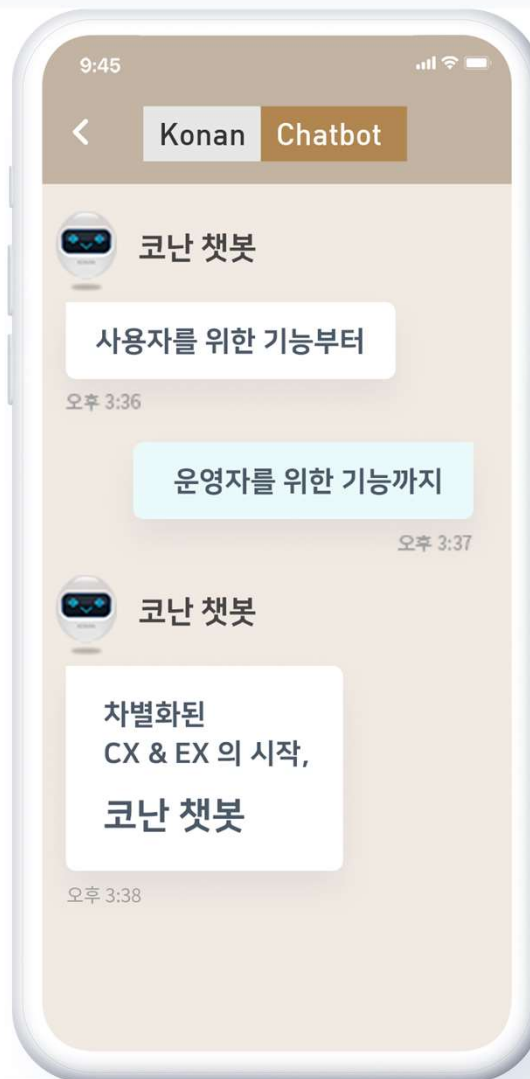 9:45
Konan Chatbot
코난 챗봇
사용자를 위한 기능부터
오후 3:36
운영자를 위한 기능까지
오후 3:37
코난 챗봇
차별화된
CX & EX 의 시작,
코난 챗봇
오후 3:38